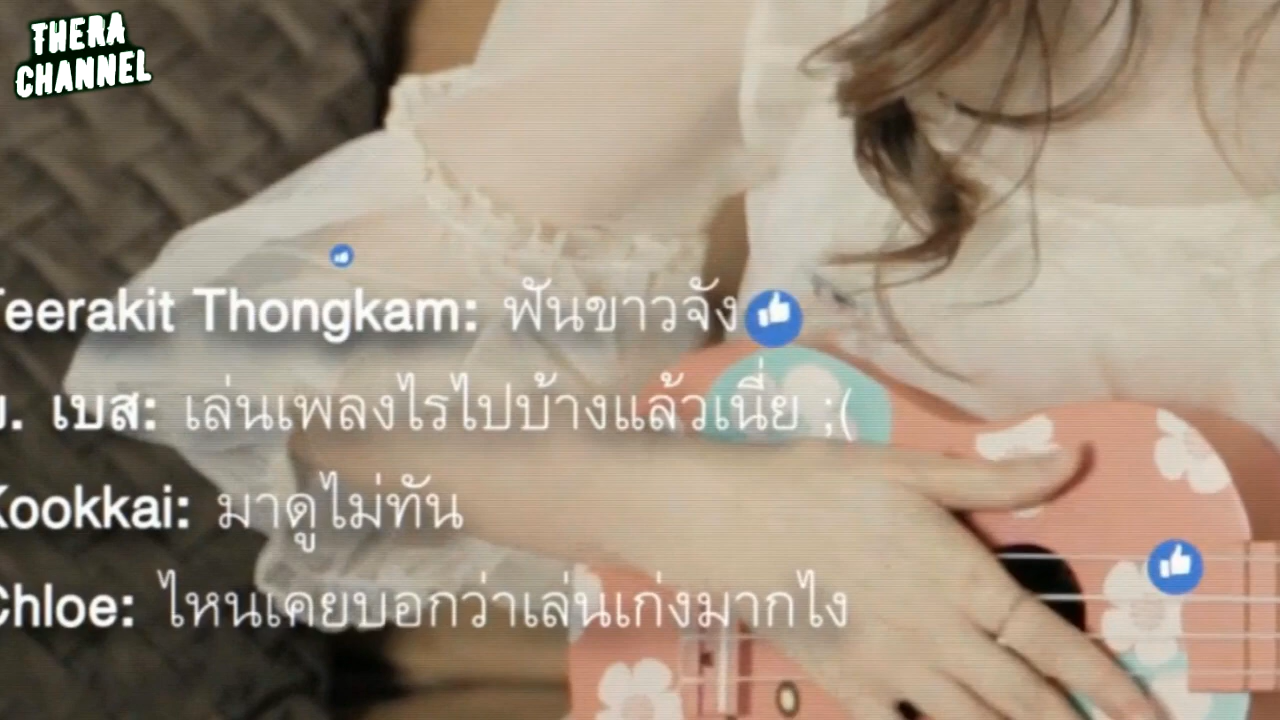 THERA
CHANNEL
Teerakit Thongkam: ฟันขาวจัง
. เบส: เล่นเพลงไรไปบ้างแล้วเนี่ย ;(
Kookkai: มาดูไม่ทัน
Chloe: ไหนเคยบอกว่าเล่นเก่งมากไง